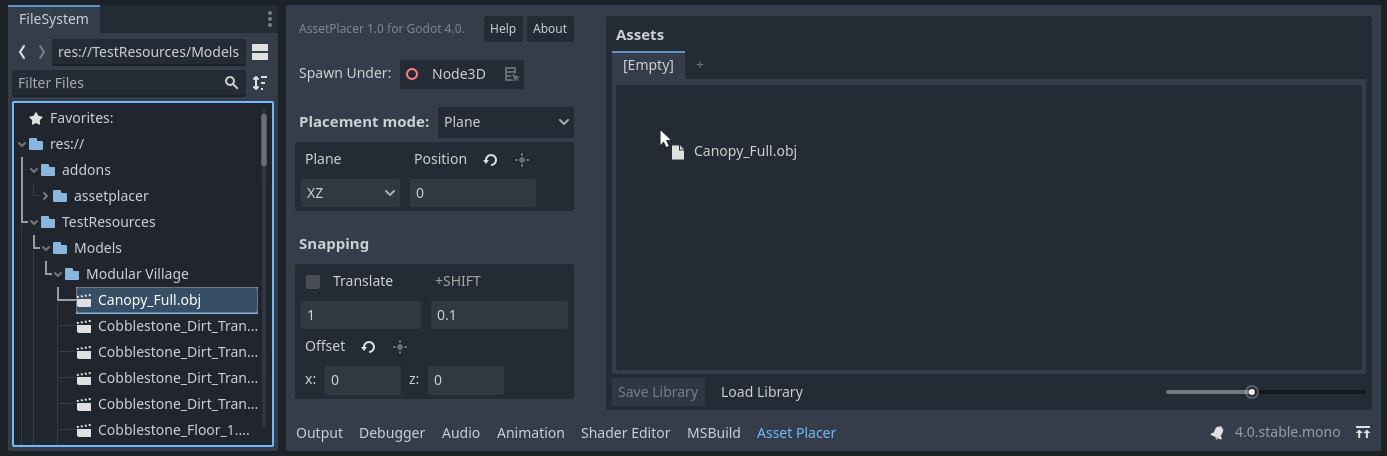 FileSystem
res://TestResources/Models
Filter Files
Favorites:
res://
addons
assetplacer
TestResources
Models
Modular Village
Canopy_Full.obj
Cobblestone_Dirt_Tran...
Cobblestone_Dirt_Tran...
Cobblestone_Dirt_Tran...
Cobblestone_Dirt_Tran...
Cobblestone_Floor_1....
AssetPlacer 1.0 for Godot 4.0. Help About
Spawn Under: Node3D
Placement mode: Plane
Plane Position
XZ 0
Snapping
Translate +SHIFT
1 0.1
Offset
x: 0 z: 0
Assets
[Empty] +
Canopy_Full.obj
Save Library Load Library
Output Debugger Audio Animation Shader Editor MSBuild Asset Placer 4.0.stable.mono